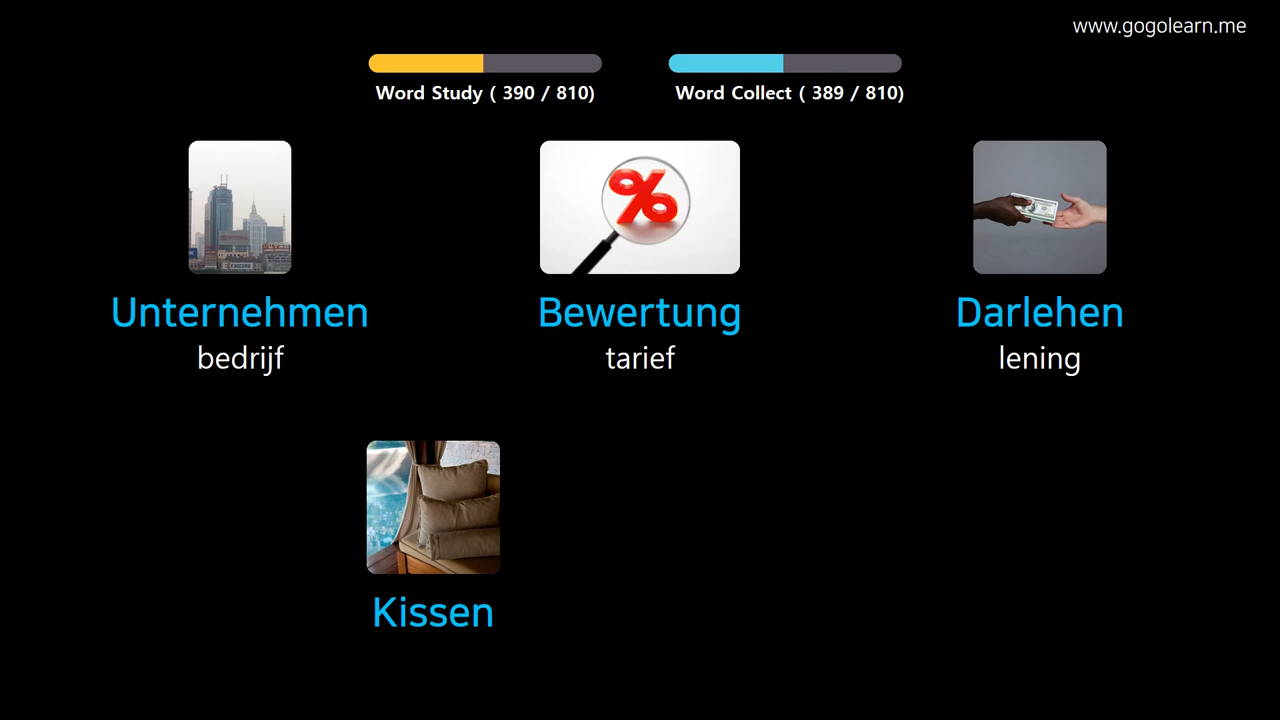 www.gogolearn.me
Word Study ( 390 / 810)
Word Collect ( 389 / 810)
Unternehmen
bedrijf
Bewertung
tarief
Darlehen
lening
Kissen